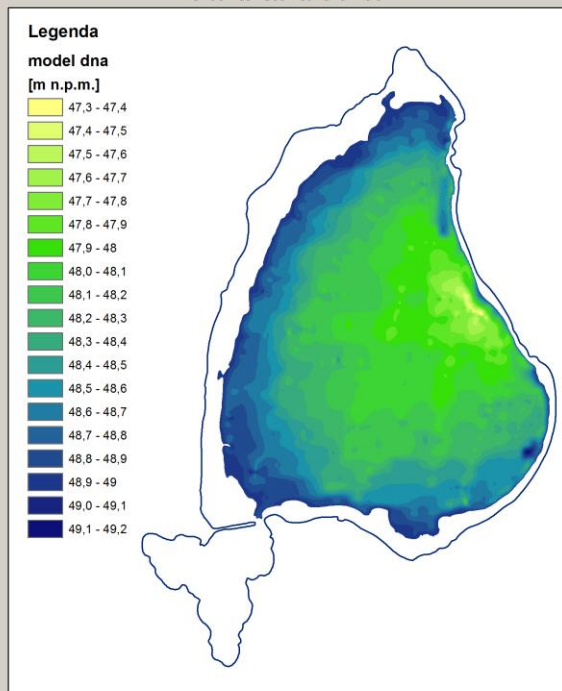 Legenda
model dna
[m n.p.m.]
47,3 - 47,4
47,4 - 47,5
47,5 - 47,6
47,6 - 47,7
47,7 - 47,8
47,8 - 47,9
47,9 - 48
48,0 - 48,1
48,1 - 48,2
48,2 - 48,3
48,3 - 48,4
48,4 - 48,5
48,5 - 48,6
48,6 - 48,7
48,7 - 48,8
48,8 - 48,9
48,9 - 49
49,0 - 49,1
49,1 - 49,2